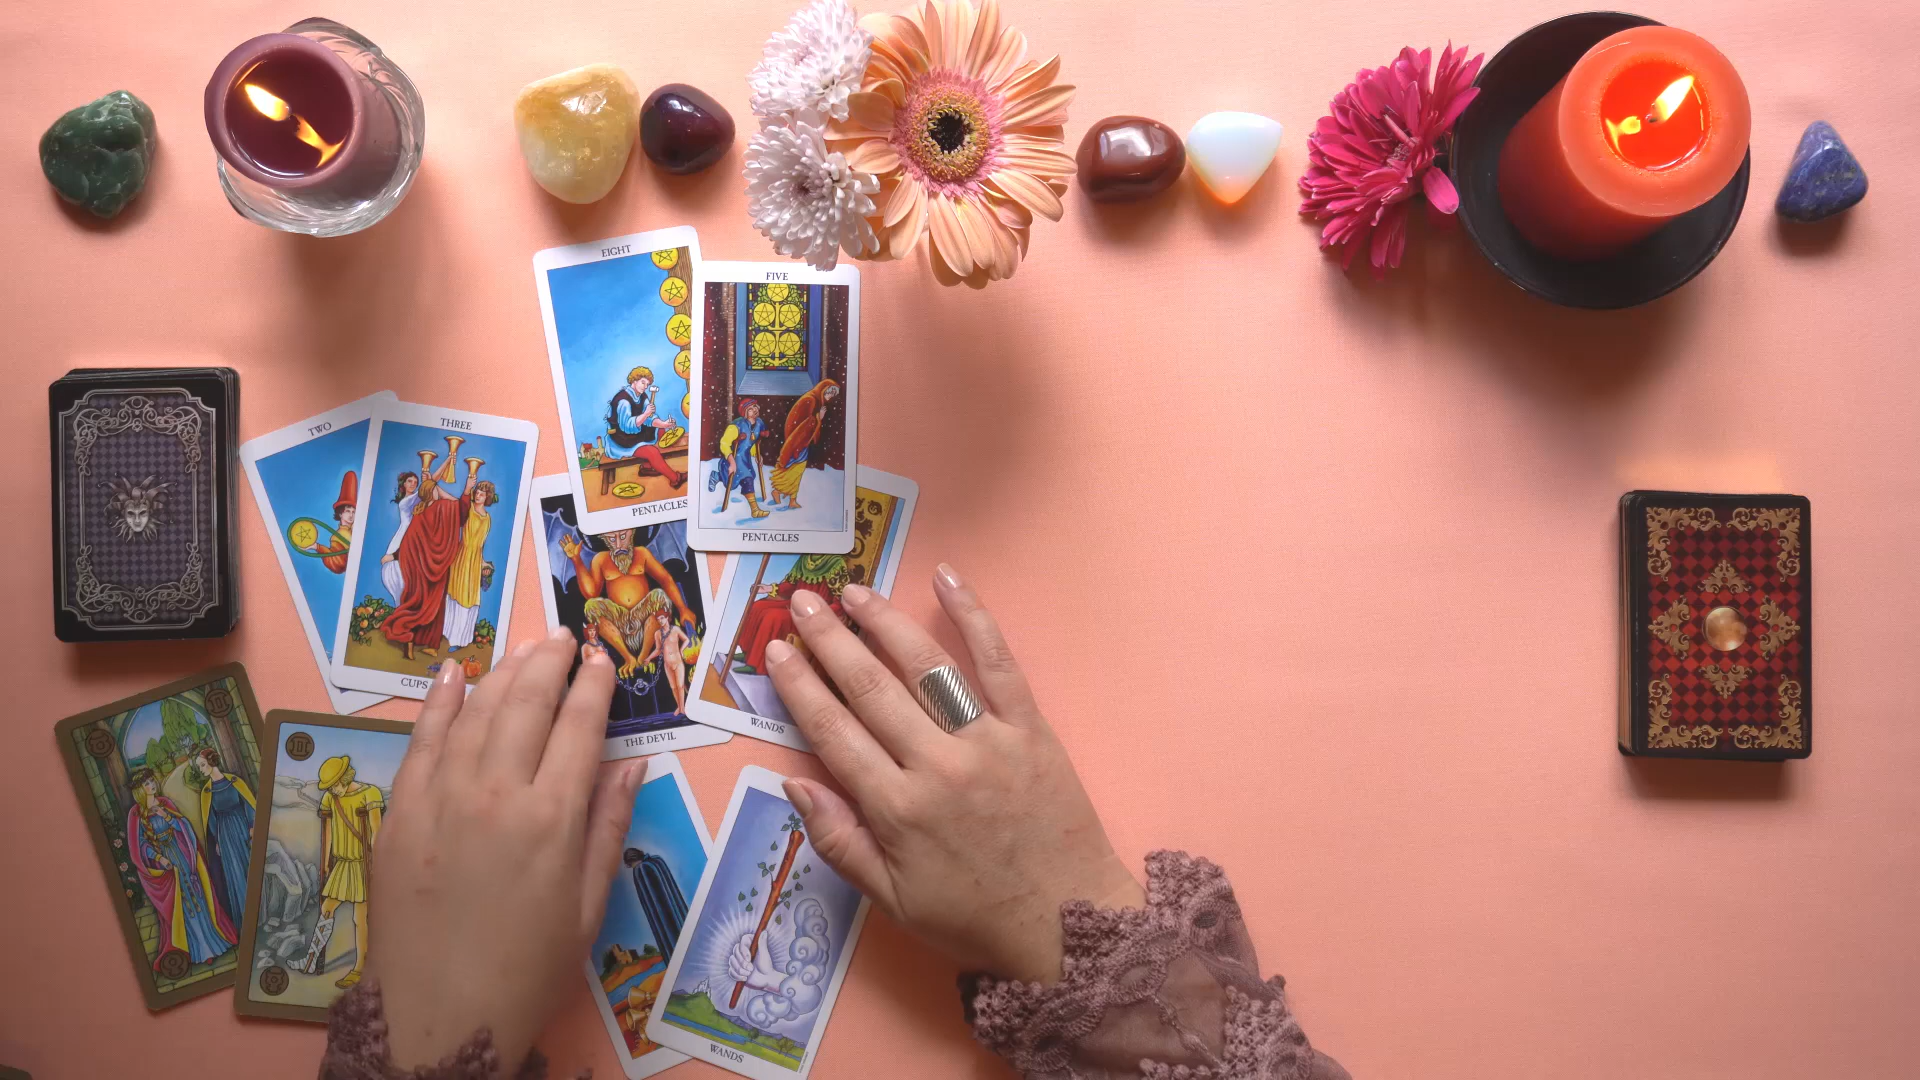 EIGHT
PENTACLES
FIVE
PENTACLES
TWO
THREE
CUPS
THE DEVIL
WANDS
WANDS